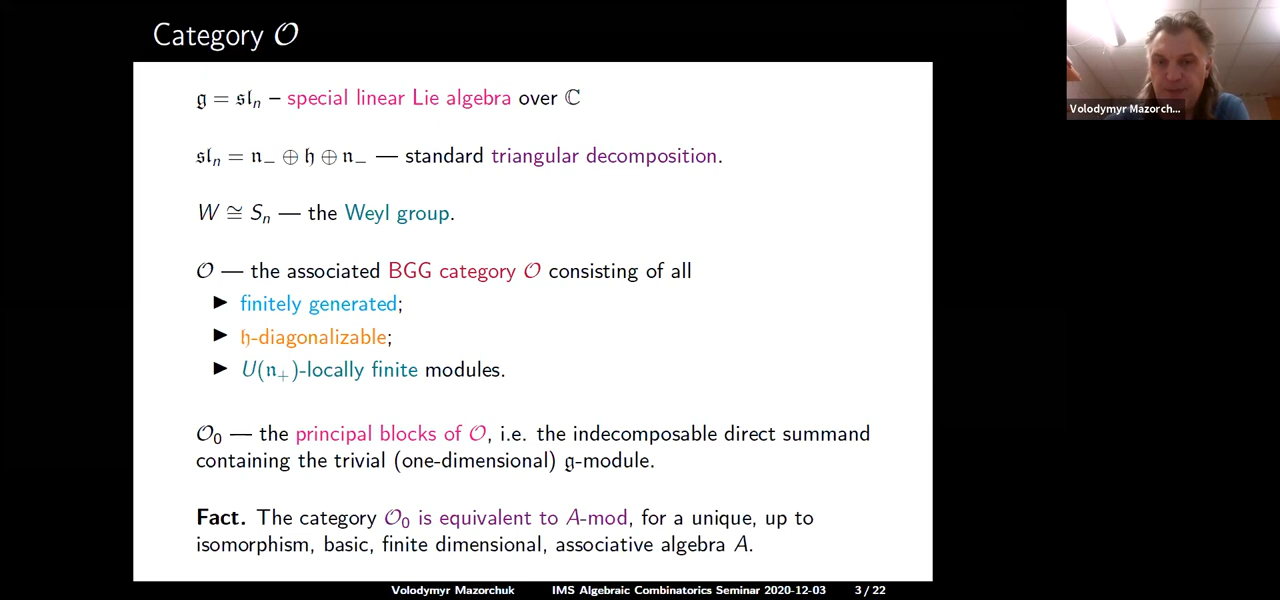 Category 𝒪
𝔤 = 𝔰𝔩ₙ – special linear Lie algebra over ℂ
𝔰𝔩ₙ = 𝔫₋ ⊕ 𝔥 ⊕ 𝔫₋ — standard triangular decomposition.
W ≅ Sₙ — the Weyl group.
𝒪 — the associated BGG category 𝒪 consisting of all
▶ finitely generated;
▶ 𝔥-diagonalizable;
▶ U(𝔫₊)-locally finite modules.
𝒪₀ — the principal blocks of 𝒪, i.e. the indecomposable direct summand
containing the trivial (one-dimensional) 𝔤-module.
Fact. The category 𝒪₀ is equivalent to A-mod, for a unique, up to
isomorphism, basic, finite dimensional, associative algebra A.
Volodymyr Mazorchuk IMS Algebraic Combinatorics Seminar 2020-12-03 3 / 22
Volodymyr Mazorch...